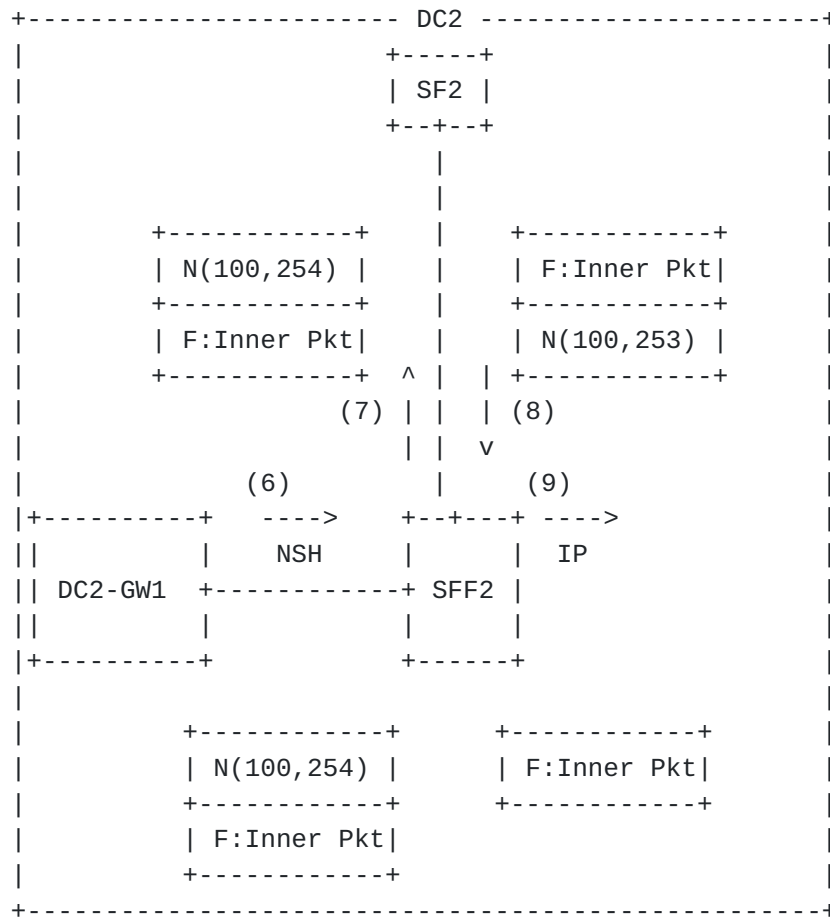 DC2
SF2
N(100,254) F:Inner Pkt
F:Inner Pkt N(100,253)
(7) (8)
(6) (9)
NSH IP
DC2-GW1 SFF2
N(100,254) F:Inner Pkt
F:Inner Pkt